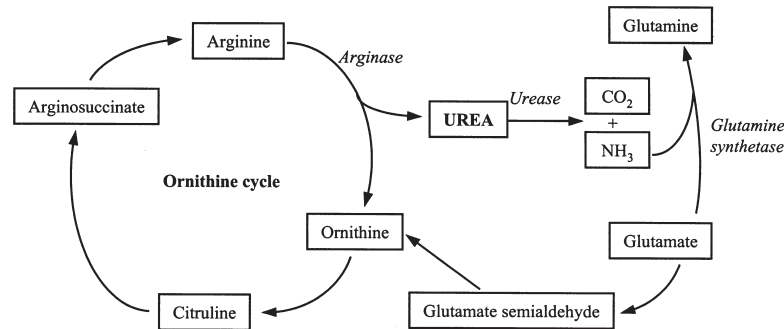 Glutamine
Arginine
Arginase
Arginosuccinate
UREA
Urease
CO₂
+
NH₃
Glutamine
synthetase
Ornithine cycle
Ornithine
Glutamate
Citruline
Glutamate semialdehyde